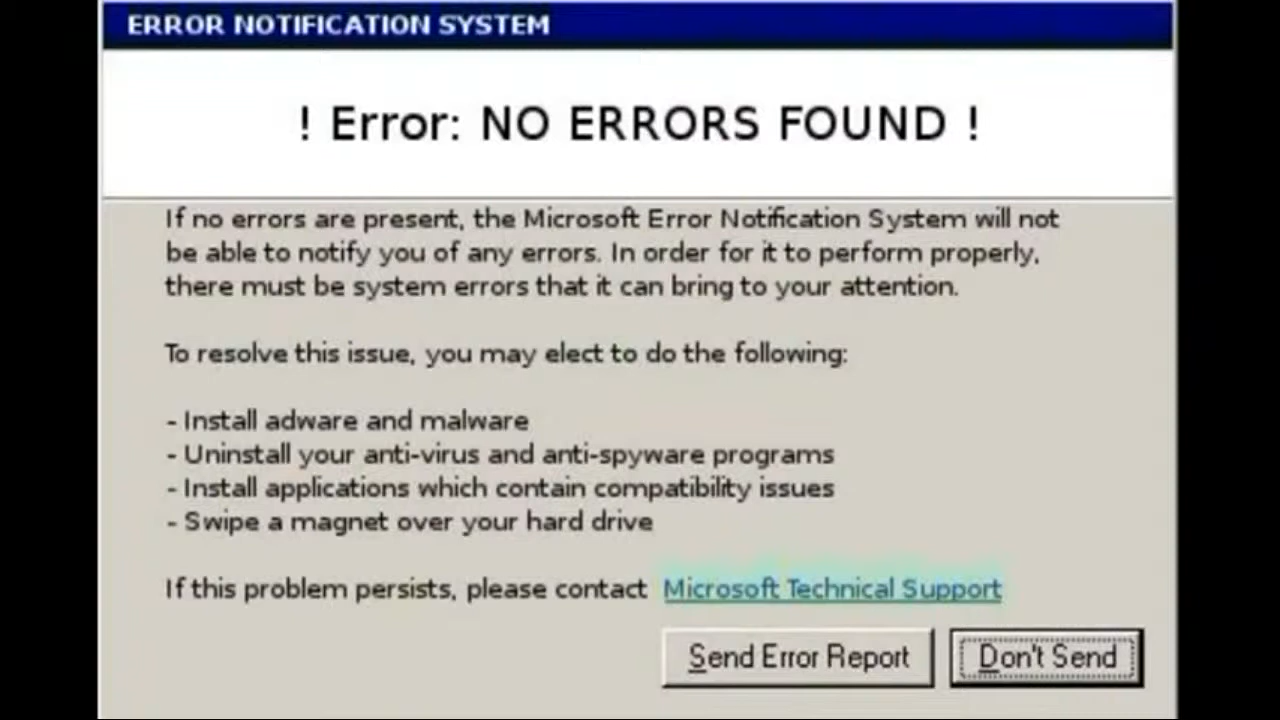 ERROR NOTIFICATION SYSTEM
! Error: NO ERRORS FOUND !
If no errors are present, the Microsoft Error Notification System will not
be able to notify you of any errors. In order for it to perform properly,
there must be system errors that it can bring to your attention.
To resolve this issue, you may elect to do the following:
- Install adware and malware
- Uninstall your anti-virus and anti-spyware programs
- Install applications which contain compatibility issues
- Swipe a magnet over your hard drive
If this problem persists, please contact Microsoft Technical Support
Send Error Report Don't Send